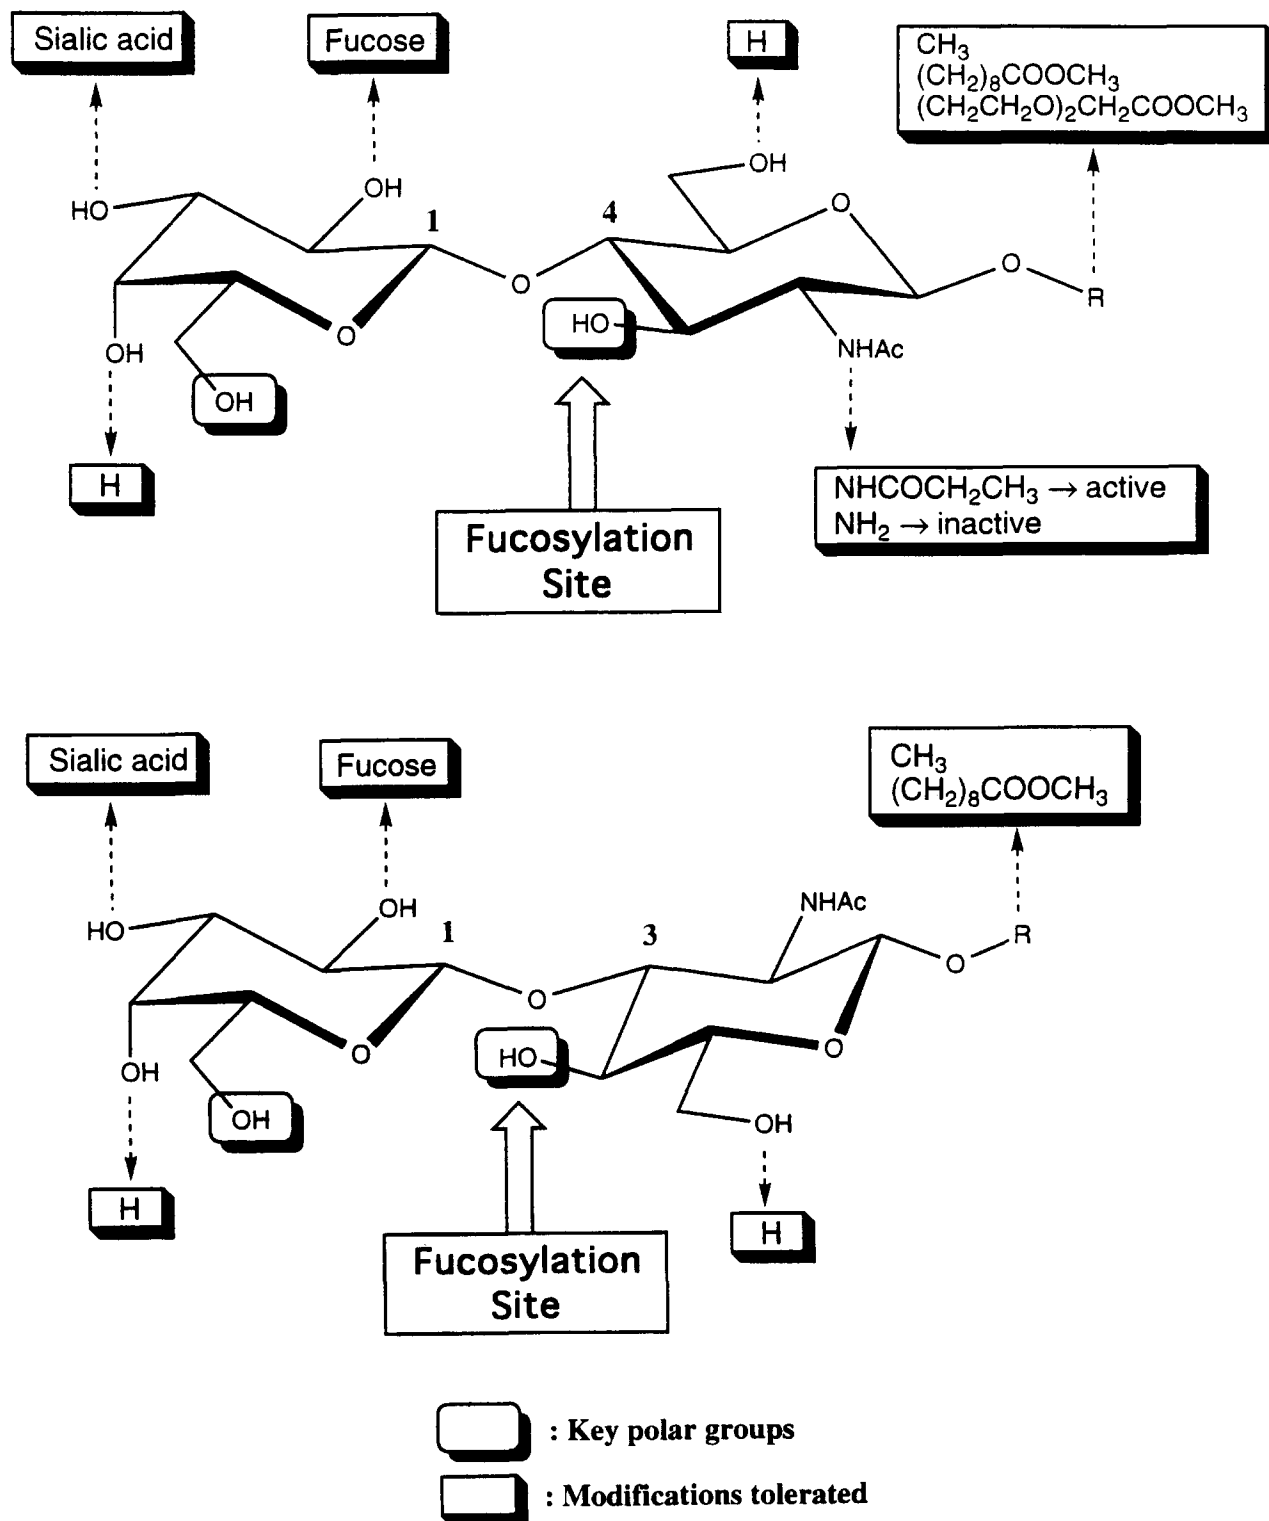 Sialic acid
Fucose
H
CH3
(CH2)8COOCH3
(CH2CH2O)2CH2COOCH3
OH
O
HO
OH
1
4
O
O
R
O
HO
O
NHAc
OH
OH
H
NHCOCH2CH3 → active
NH2 → inactive
Fucosylation
Site
Sialic acid
Fucose
CH3
(CH2)8COOCH3
NHAc
OH
HO
1
3
R
O
O
HO
O
O
OH
OH
OH
H
H
Fucosylation
Site
: Key polar groups
: Modifications tolerated